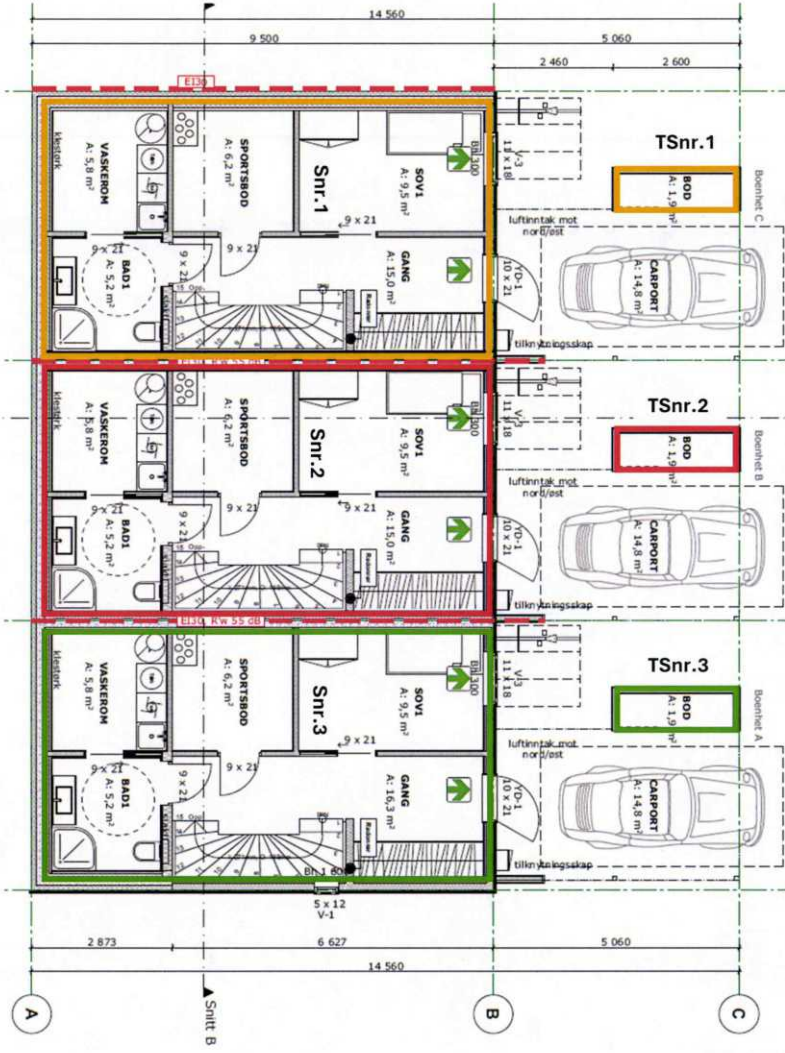 14 560
9 500
5 060
2 460
2 600
EI30
klestørk
VASKEROM
A: 5,8 m²
SPORTSBOD
A: 6,2 m²
Snr.1
SOV1
A: 9,5 m²
BH 300
V-3
11 x 18
TSnr.1
BOD
A: 1,9 m²
Boenhet C
luftinntak mot
nord/øst
9 x 21
9 x 21
9 x 21
9 x 21
BAD1
A: 5,2 m²
GANG
A: 15,0 m²
YD-1
10 x 21
CARPORT
A: 14,8 m²
tilknytningsskap
EI30 Rw 55 dB
klestørk
VASKEROM
A: 5,8 m²
SPORTSBOD
A: 6,2 m²
Snr.2
SOV1
A: 9,5 m²
BH 300
V-3
11 x 18
TSnr.2
BOD
A: 1,9
Boenhet B
luftinntak mot
nord/øst
9 x 21
9 x 21
9 x 21
9 x 21
BAD1
A: 5,2 m²
GANG
A: 15,0 m²
YD-1
10 x 21
CARPORT
A: 14,8 m²
tilknytningsskap
EI30 Rw 55 dB
klestørk
VASKEROM
A: 5,8 m²
SPORTSBOD
A: 6,2 m²
Snr.3
SOV1
A: 9,5 m²
BH 300
V-3
11 x 18
TSnr.3
BOD
A: 1,9 m²
Boenhet A
luftinntak mot
nord/øst
9 x 21
9 x 21
9 x 21
9 x 21
BAD1
A: 5,2 m²
GANG
A: 16,3 m²
YD-1
10 x 21
CARPORT
A: 14,8 m²
tilknytningsskap
5 x 12
V-1
2 873
6 627
5 060
14 560
A
Snitt B
B
C